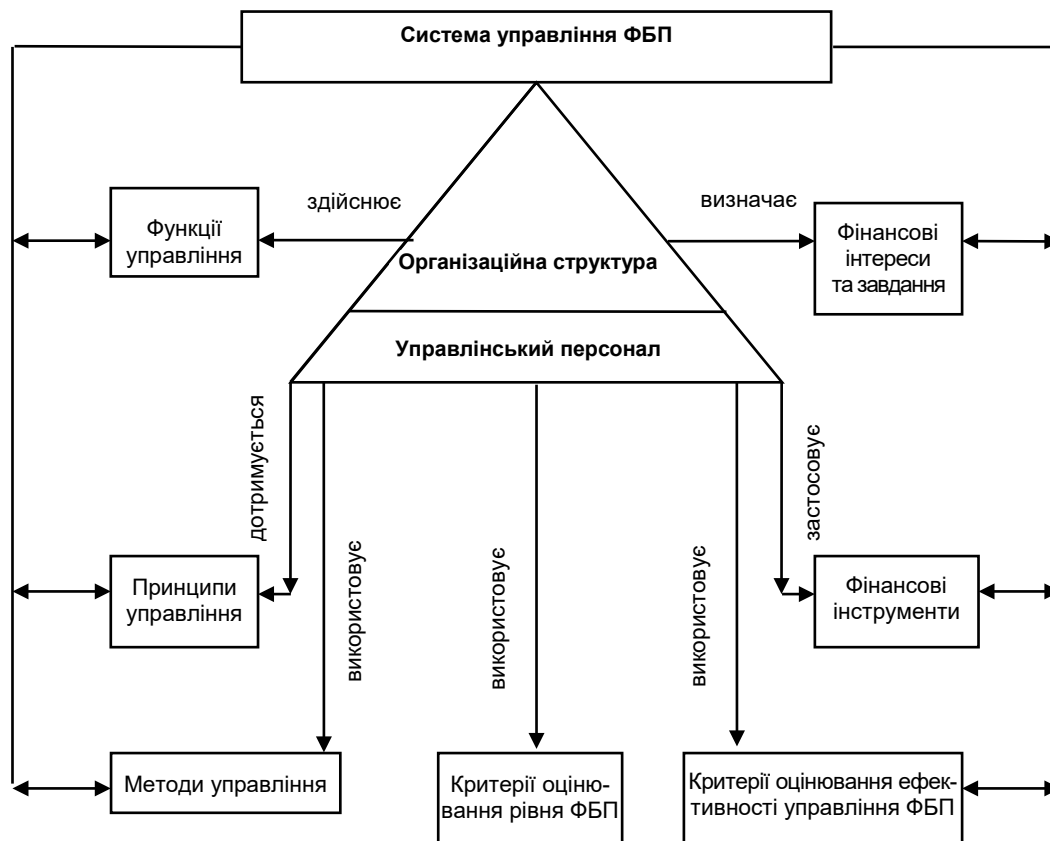 Система управління ФБП
здійснює
визначає
Функції
управління
Фінансові
інтереси
та завдання
Організаційна структура
Управлінський персонал
дотримується
використовує
використовує
використовує
застосовує
Принципи
управління
Фінансові
інструменти
Методи управління
Критерії оціню-
вання рівня ФБП
Критерії оцінювання ефек-
тивності управління ФБП